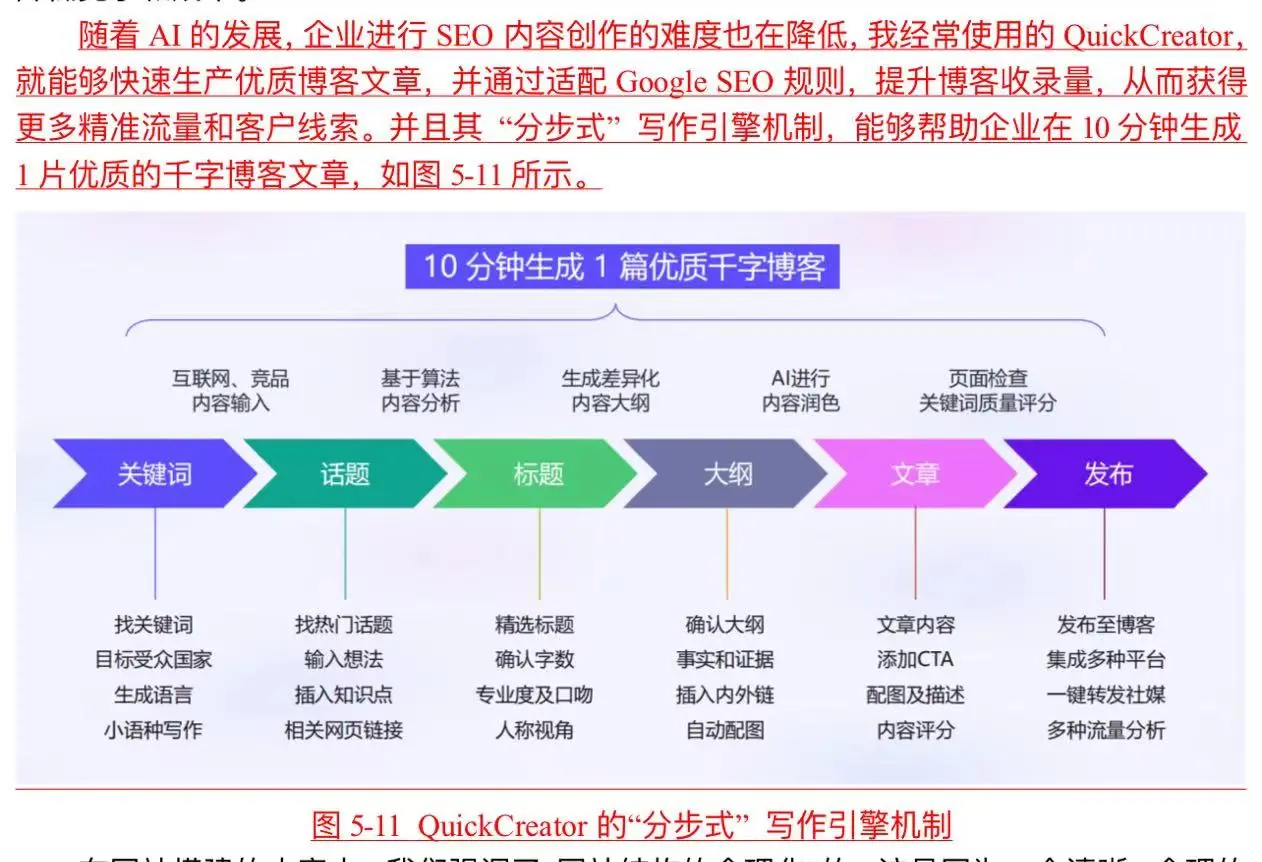 随着 AI 的发展，企业进行 SEO 内容创作的难度也在降低，我经常使用的 QuickCreator，
就能够快速生产优质博客文章，并通过适配 Google SEO 规则，提升博客收录量，从而获得
更多精准流量和客户线索。并且其“分步式”写作引擎机制，能够帮助企业在 10 分钟生成
1 片优质的千字博客文章，如图 5-11 所示。
10 分钟生成 1 篇优质千字博客
互联网、竞品 基于算法 生成差异化 AI进行 页面检查
内容输入 内容分析 内容大纲 内容润色 关键词质量评分
关键词 话题 标题 大纲 文章 发布
找关键词 找热门话题 精选标题 确认大纲 文章内容 发布至博客
目标受众国家 输入想法 确认字数 事实和证据 添加CTA 集成多种平台
生成语言 插入知识点 专业度及口吻 插入内外链 配图及描述 一键转发社媒
小语种写作 相关网页链接 人称视角 自动配图 内容评分 多种流量分析
图 5-11 QuickCreator 的“分步式” 写作引擎机制